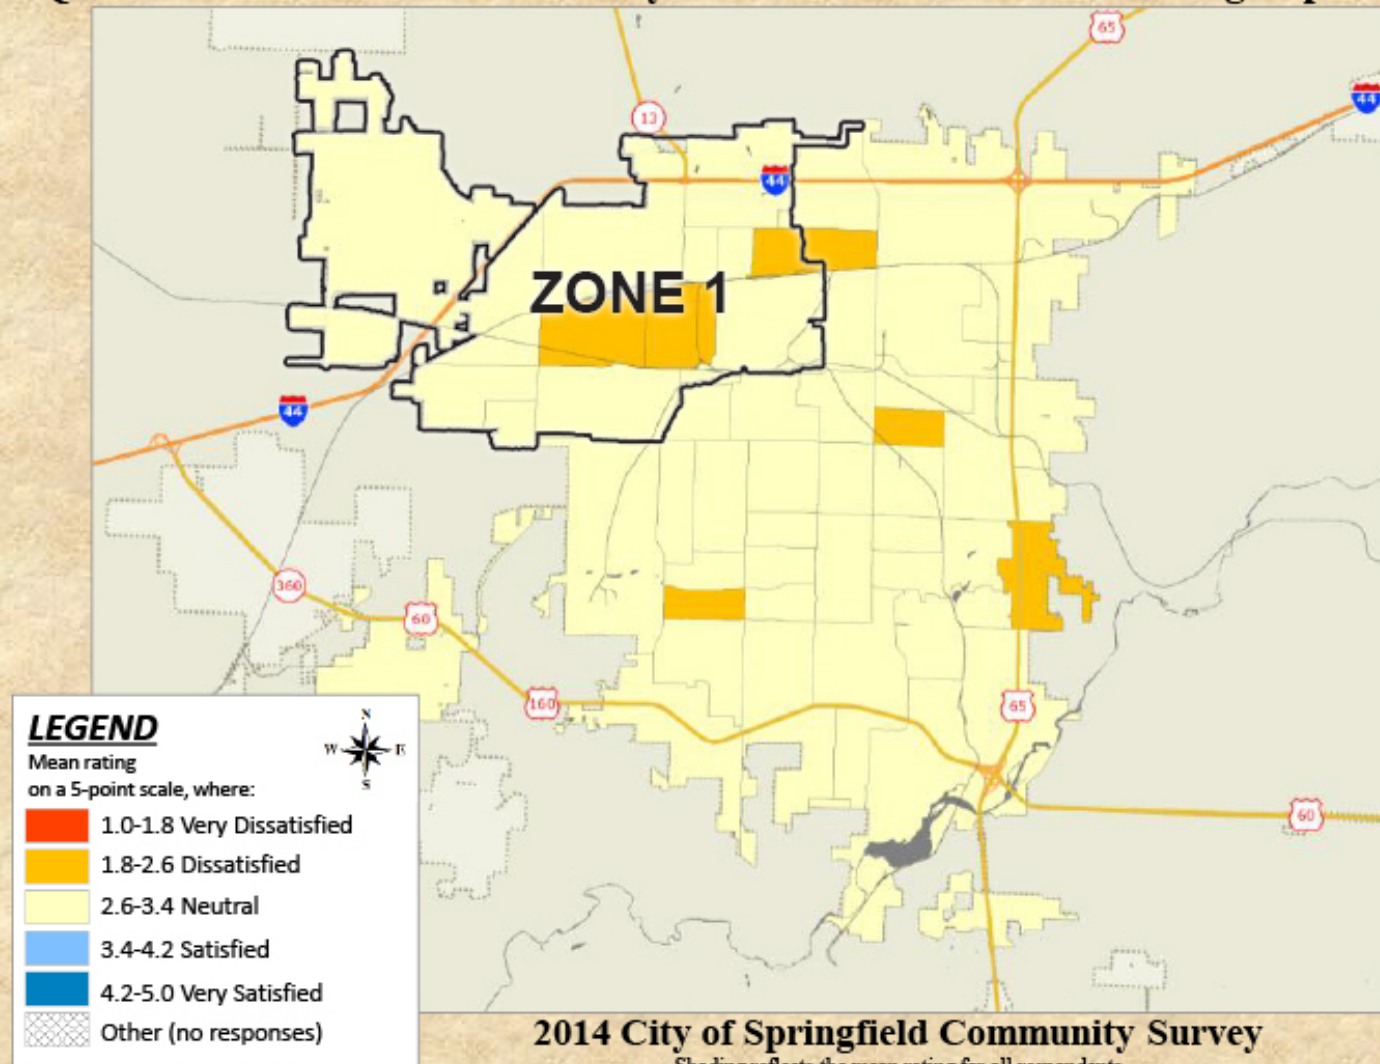 65
44
13
44
ZONE 1
44
360
60
160
65
60
N
W E
S
LEGEND
Mean rating
on a 5-point scale, where:
1.0-1.8 Very Dissatisfied
1.8-2.6 Dissatisfied
2.6-3.4 Neutral
3.4-4.2 Satisfied
4.2-5.0 Very Satisfied
Other (no responses)
2014 City of Springfield Community Survey